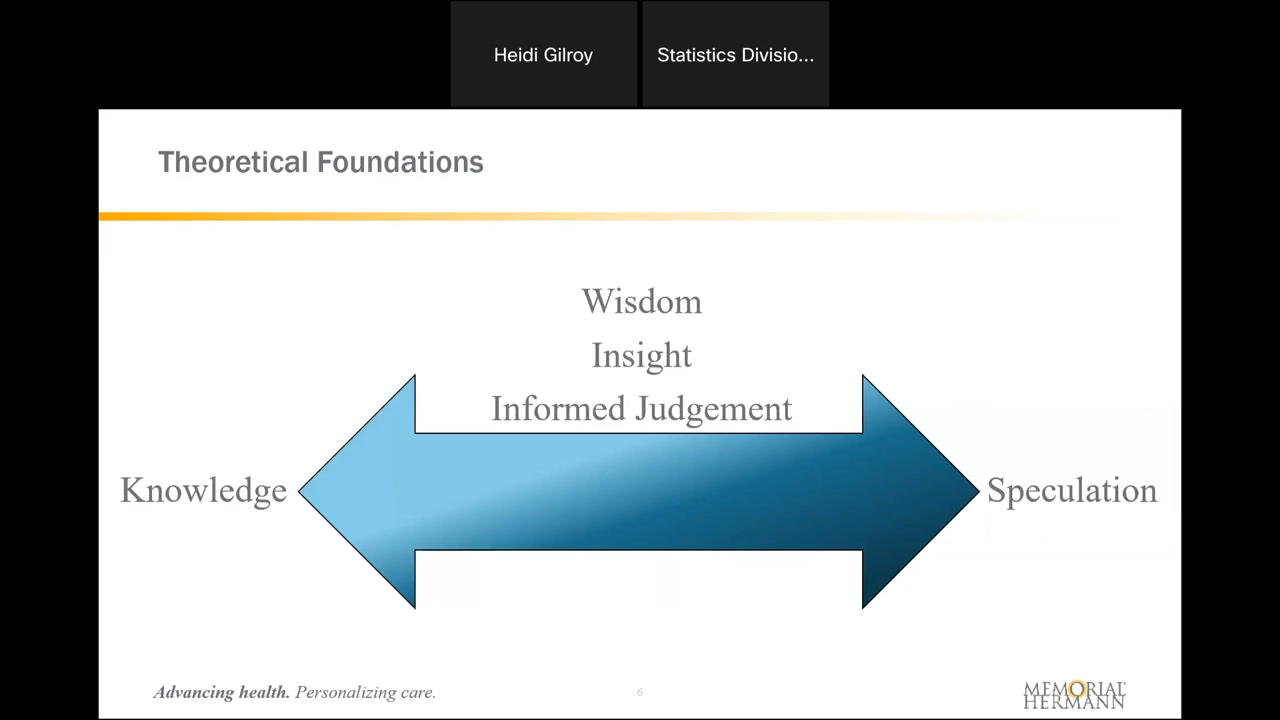 Heidi Gilroy
Statistics Divisio...
Theoretical Foundations
Wisdom
Insight
Informed Judgement
Knowledge
Speculation
Advancing health. Personalizing care.
6
MEMORIAL
HERMANN